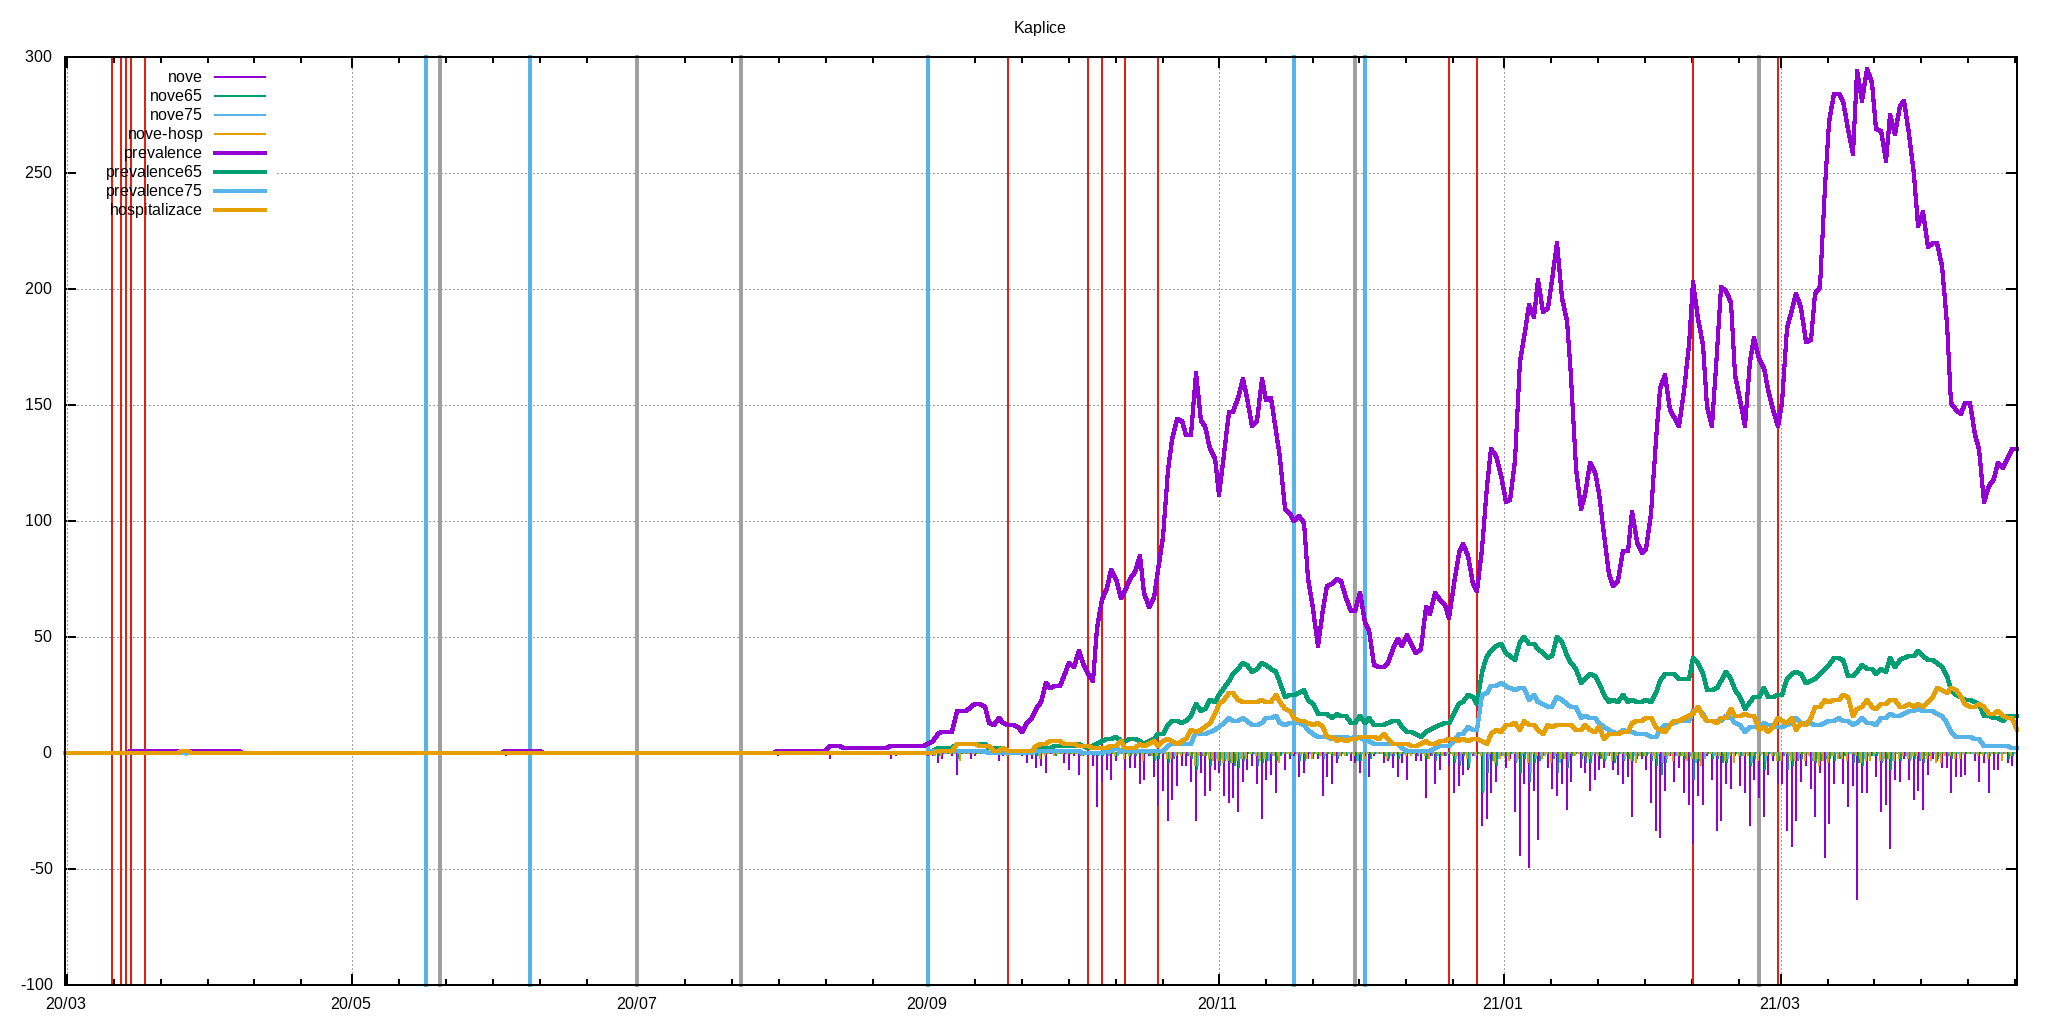 Kaplice
300
250
200
150
100
50
0
-50
-100
nove
nove65
nove75
nove-hosp
prevalence
prevalence65
prevalence75
hospitalizace
20/03
20/05
20/07
20/09
20/11
21/01
21/03